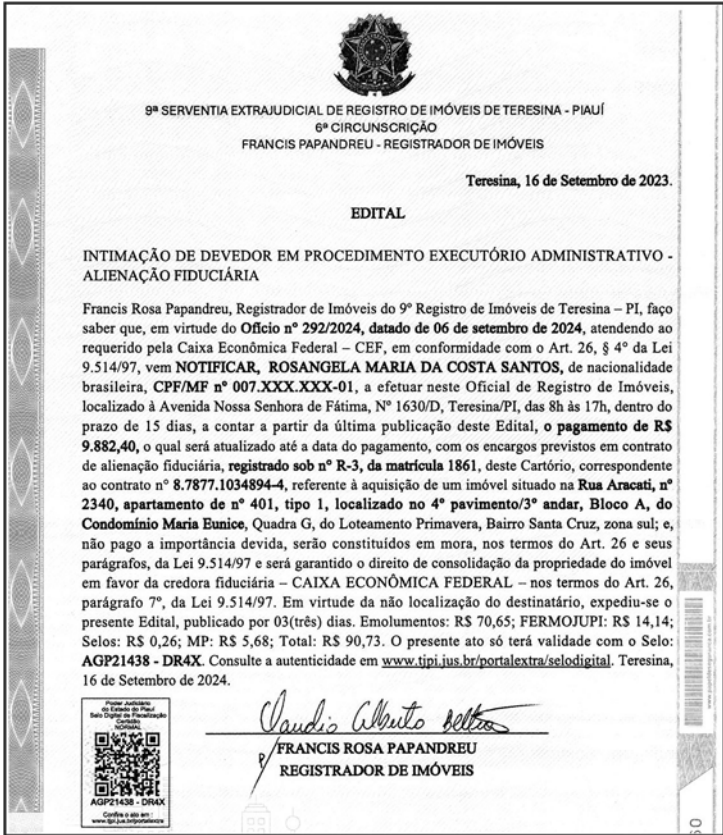 9ª SERVENTIA EXTRAJUDICIAL DE REGISTRO DE IMÓVEIS DE TERESINA - PIAUÍ
6ª CIRCUNSCRIÇÃO
FRANCIS PAPANDREU - REGISTRADOR DE IMÓVEIS
Teresina, 16 de Setembro de 2023.
EDITAL
INTIMAÇÃO DE DEVEDOR EM PROCEDIMENTO EXECUTÓRIO ADMINISTRATIVO -
ALIENAÇÃO FIDUCIÁRIA
Francis Rosa Papandreu, Registrador de Imóveis do 9º Registro de Imóveis de Teresina – PI, faço
saber que, em virtude do Ofício nº 292/2024, datado de 06 de setembro de 2024, atendendo ao
requerido pela Caixa Econômica Federal – CEF, em conformidade com o Art. 26, § 4º da Lei
9.514/97, vem NOTIFICAR, ROSANGELA MARIA DA COSTA SANTOS, de nacionalidade
brasileira, CPF/MF nº 007.XXX.XXX-01, a efetuar neste Oficial de Registro de Imóveis,
localizado à Avenida Nossa Senhora de Fátima, Nº 1630/D, Teresina/PI, das 8h às 17h, dentro do
prazo de 15 dias, a contar a partir da última publicação deste Edital, o pagamento de R$
9.882,40, o qual será atualizado até a data do pagamento, com os encargos previstos em contrato
de alienação fiduciária, registrado sob nº R-3, da matrícula 1861, deste Cartório, correspondente
ao contrato nº 8.7877.1034894-4, referente à aquisição de um imóvel situado na Rua Aracati, nº
2340, apartamento de nº 401, tipo 1, localizado no 4º pavimento/3º andar, Bloco A, do
Condomínio Maria Eunice, Quadra G, do Loteamento Primavera, Bairro Santa Cruz, zona sul; e,
não pago a importância devida, serão constituídos em mora, nos termos do Art. 26 e seus
parágrafos, da Lei 9.514/97 e será garantido o direito de consolidação da propriedade do imóvel
em favor da credora fiduciária – CAIXA ECONÔMICA FEDERAL – nos termos do Art. 26,
parágrafo 7º, da Lei 9.514/97. Em virtude da não localização do destinatário, expediu-se o
presente Edital, publicado por 03(três) dias. Emolumentos: R$ 70,65; FERMOJUPI: R$ 14,14;
Selos: R$ 0,26; MP: R$ 5,68; Total: R$ 90,73. O presente ato só terá validade com o Selo:
AGP21438 - DR4X. Consulte a autenticidade em www.tjpi.jus.br/portalextra/selodigital. Teresina,
16 de Setembro de 2024.
Poder Judiciário
do Estado do Piauí
Selo Digital de Fiscalização
Certidão
NORMAL
AGP21438 - DR4X
Confira o ato em:
www.tjpi.jus.br/portalextra
Claudio Alberto
P/
FRANCIS ROSA PAPANDREU
REGISTRADOR DE IMÓVEIS
60